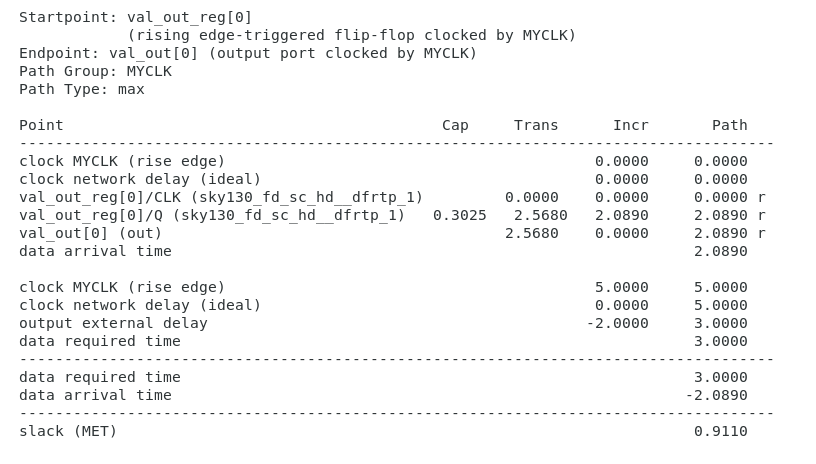 Startpoint: val_out_reg[0]
            (rising edge-triggered flip-flop clocked by MYCLK)
Endpoint: val_out[0] (output port clocked by MYCLK)
Path Group: MYCLK
Path Type: max

Point                                          Cap     Trans      Incr       Path
------------------------------------------------------------------------------------
clock MYCLK (rise edge)                                         0.0000     0.0000
clock network delay (ideal)                                     0.0000     0.0000
val_out_reg[0]/CLK (sky130_fd_sc_hd__dfrtp_1)         0.0000    0.0000     0.0000 r
val_out_reg[0]/Q (sky130_fd_sc_hd__dfrtp_1)   0.3025   2.5680   2.0890     2.0890 r
val_out[0] (out)                                      2.5680    0.0000     2.0890 r
data arrival time                                                          2.0890

clock MYCLK (rise edge)                                         5.0000     5.0000
clock network delay (ideal)                                     0.0000     5.0000
output external delay                                          -2.0000     3.0000
data required time                                                         3.0000
------------------------------------------------------------------------------------
data required time                                                         3.0000
data arrival time                                                         -2.0890
------------------------------------------------------------------------------------
slack (MET)                                                                0.9110